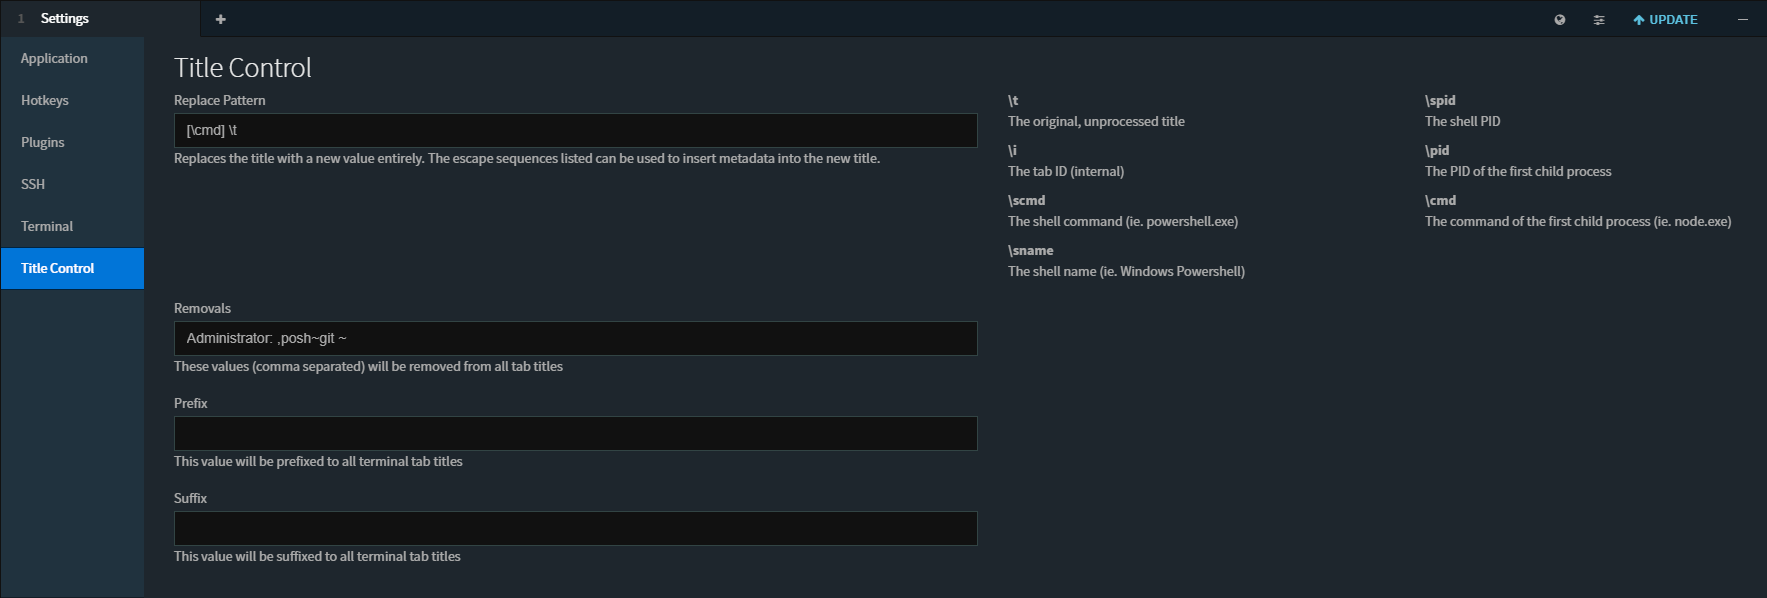 1 Settings
UPDATE
Application
Hotkeys
Plugins
SSH
Terminal
Title Control
Title Control
Replace Pattern
[\cmd] \t
Replaces the title with a new value entirely. The escape sequences listed can be used to insert metadata into the new title.
\t
The original, unprocessed title
\i
The tab ID (internal)
\scmd
The shell command (ie. powershell.exe)
\sname
The shell name (ie. Windows Powershell)
\spid
The shell PID
\pid
The PID of the first child process
\cmd
The command of the first child process (ie. node.exe)
Removals
Administrator: ,posh~git ~
These values (comma separated) will be removed from all tab titles
Prefix
This value will be prefixed to all terminal tab titles
Suffix
This value will be suffixed to all terminal tab titles